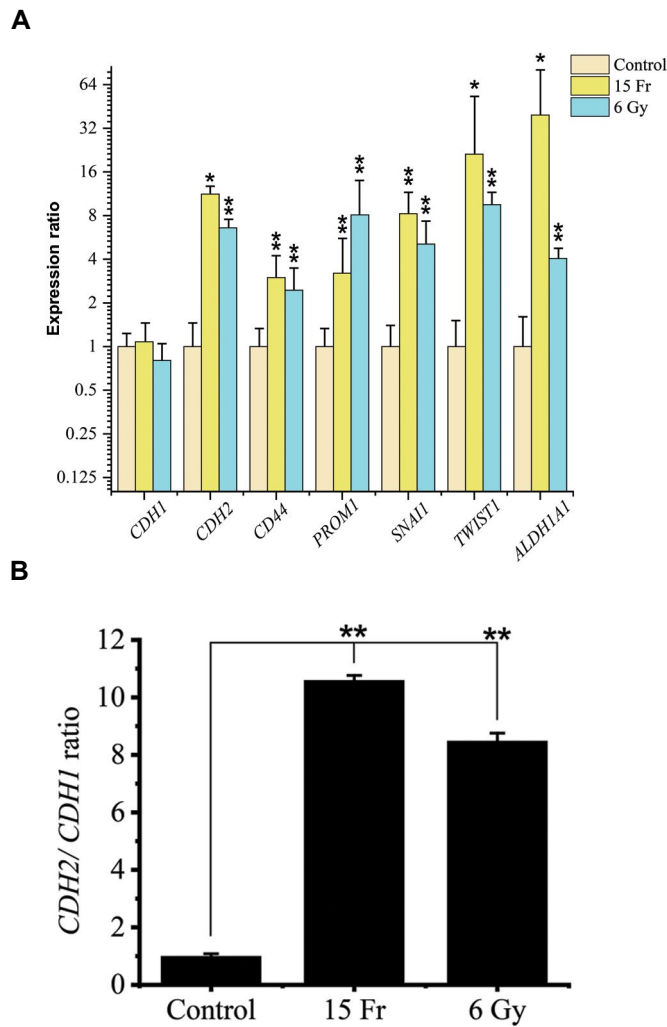 A
Control
15 Fr
6 Gy
Expression ratio
64
32
16
8
4
2
1
0.5
0.25
0.125
* ** ** ** ** ** ** ** * ** * **
CDH1 CDH2 CD44 PROM1 SNAI1 TWIST1 ALDH1A1
B
CDH2/ CDH1 ratio
12
10
8
6
4
2
0
** **
Control 15 Fr 6 Gy